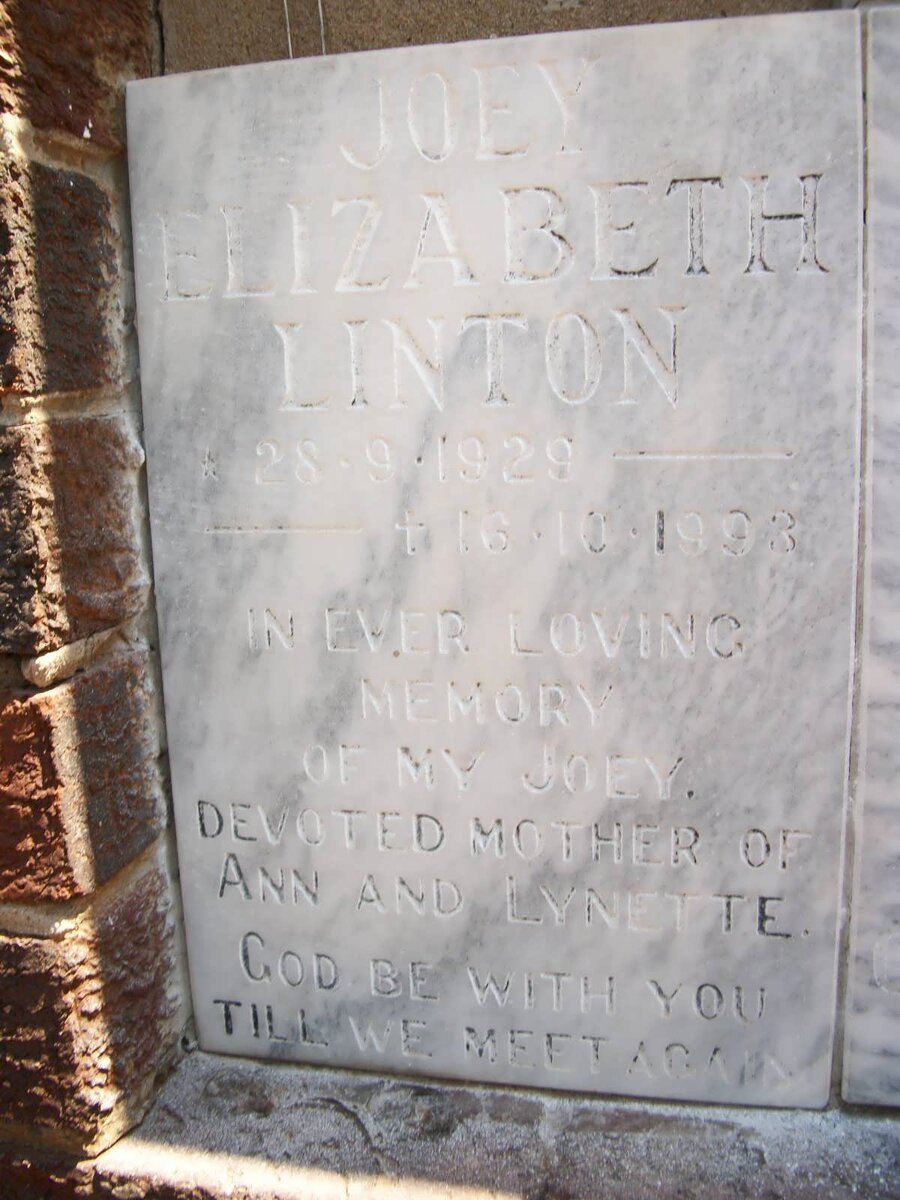 JOEY
ELIZABETH
LINTON
* 28·9·1929 —
— † 16·10·1993
IN EVER LOVING
MEMORY
OF MY JOEY.
DEVOTED MOTHER OF
ANN AND LYNETTE.
GOD BE WITH YOU
TILL WE MEET AGAIN